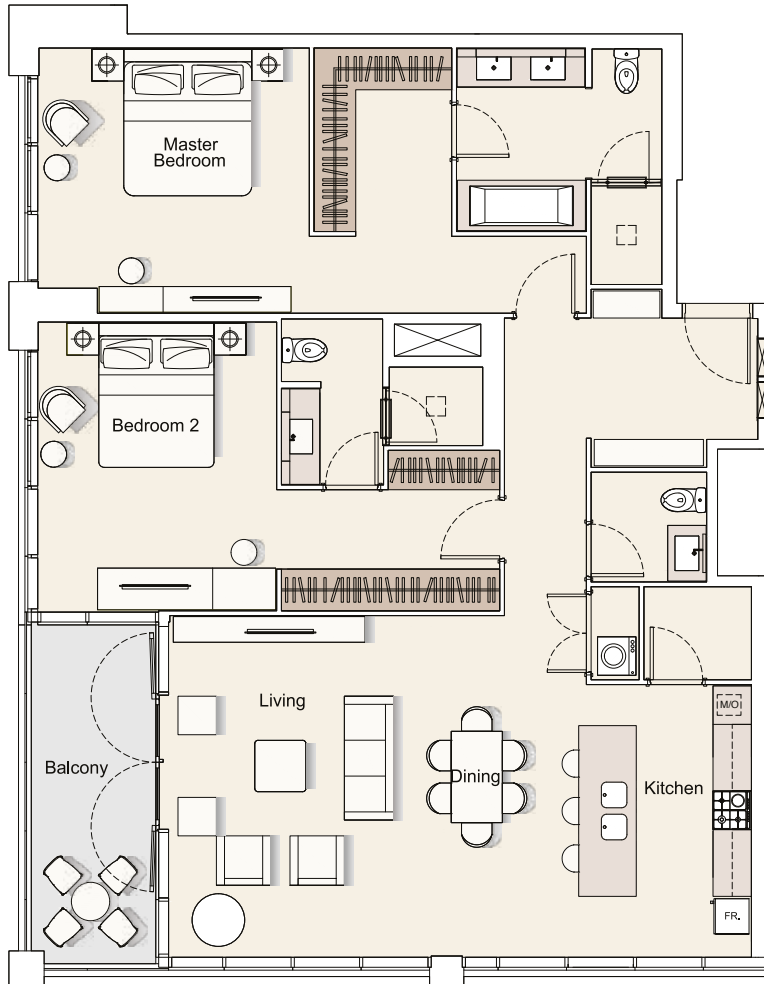 Master
Bedroom
Bedroom 2
Living
M/O
Balcony
Dining
Kitchen
FR.